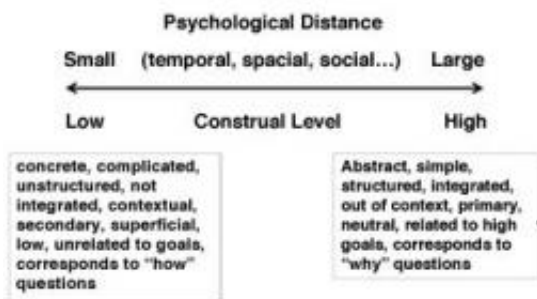 Psychological Distance
Small (temporal, spacial, social...) Large
Low Construal Level High
concrete, complicated,
unstructured, not
integrated, contextual,
secondary, superficial,
low, unrelated to goals,
corresponds to "how"
questions
Abstract, simple,
structured, integrated,
out of context, primary,
neutral, related to high
goals, corresponds to
"why" questions